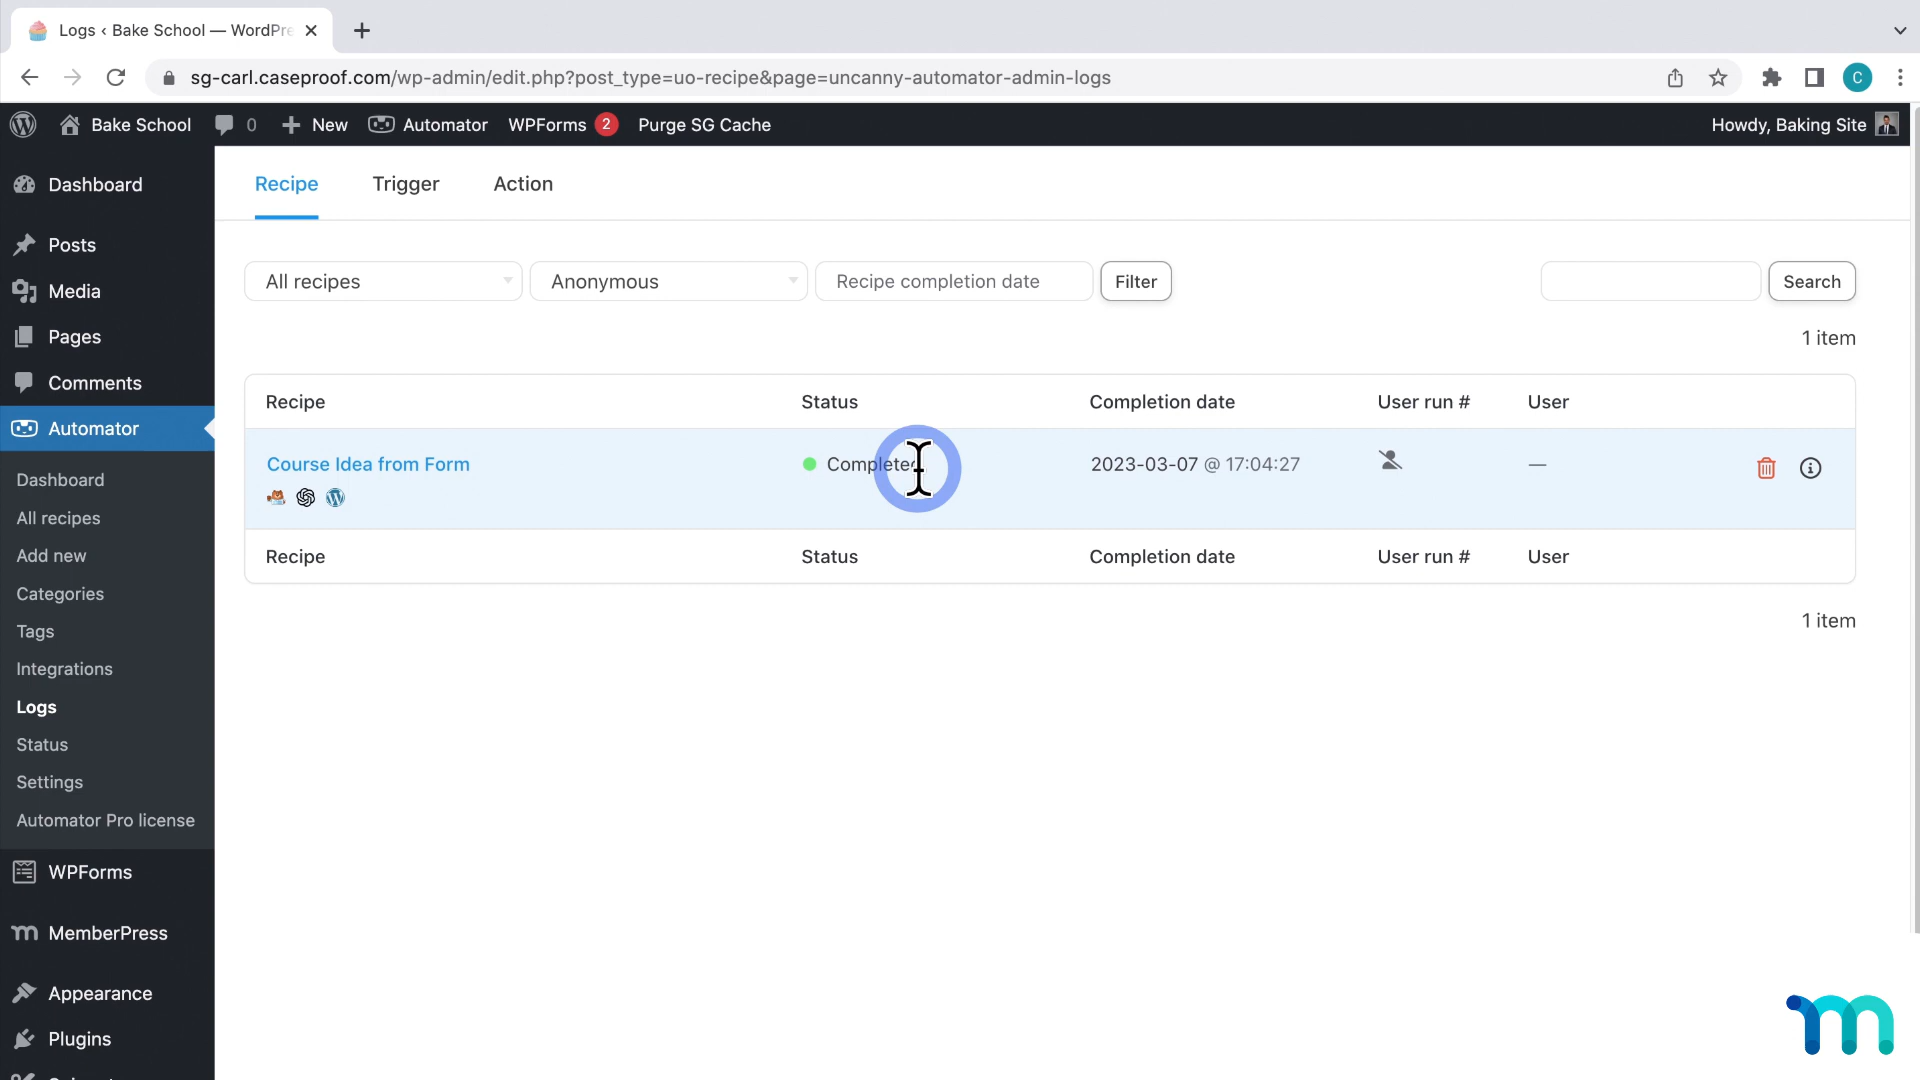 Logs ‹ Bake School — WordPre
sg-carl.caseproof.com/wp-admin/edit.php?post_type=uo-recipe&page=uncanny-automator-admin-logs
C
Bake School 0 New Automator WPForms 2 Purge SG Cache Howdy, Baking Site
Dashboard
Posts
Media
Pages
Comments
Automator
Dashboard
All recipes
Add new
Categories
Tags
Integrations
Logs
Status
Settings
Automator Pro license
WPForms
MemberPress
Appearance
Plugins
Recipe Trigger Action
All recipes Anonymous Recipe completion date Filter Search
1 item
Recipe Status Completion date User run # User
Course Idea from Form Completed 2023-03-07 @ 17:04:27 —
Recipe Status Completion date User run # User
1 item
m